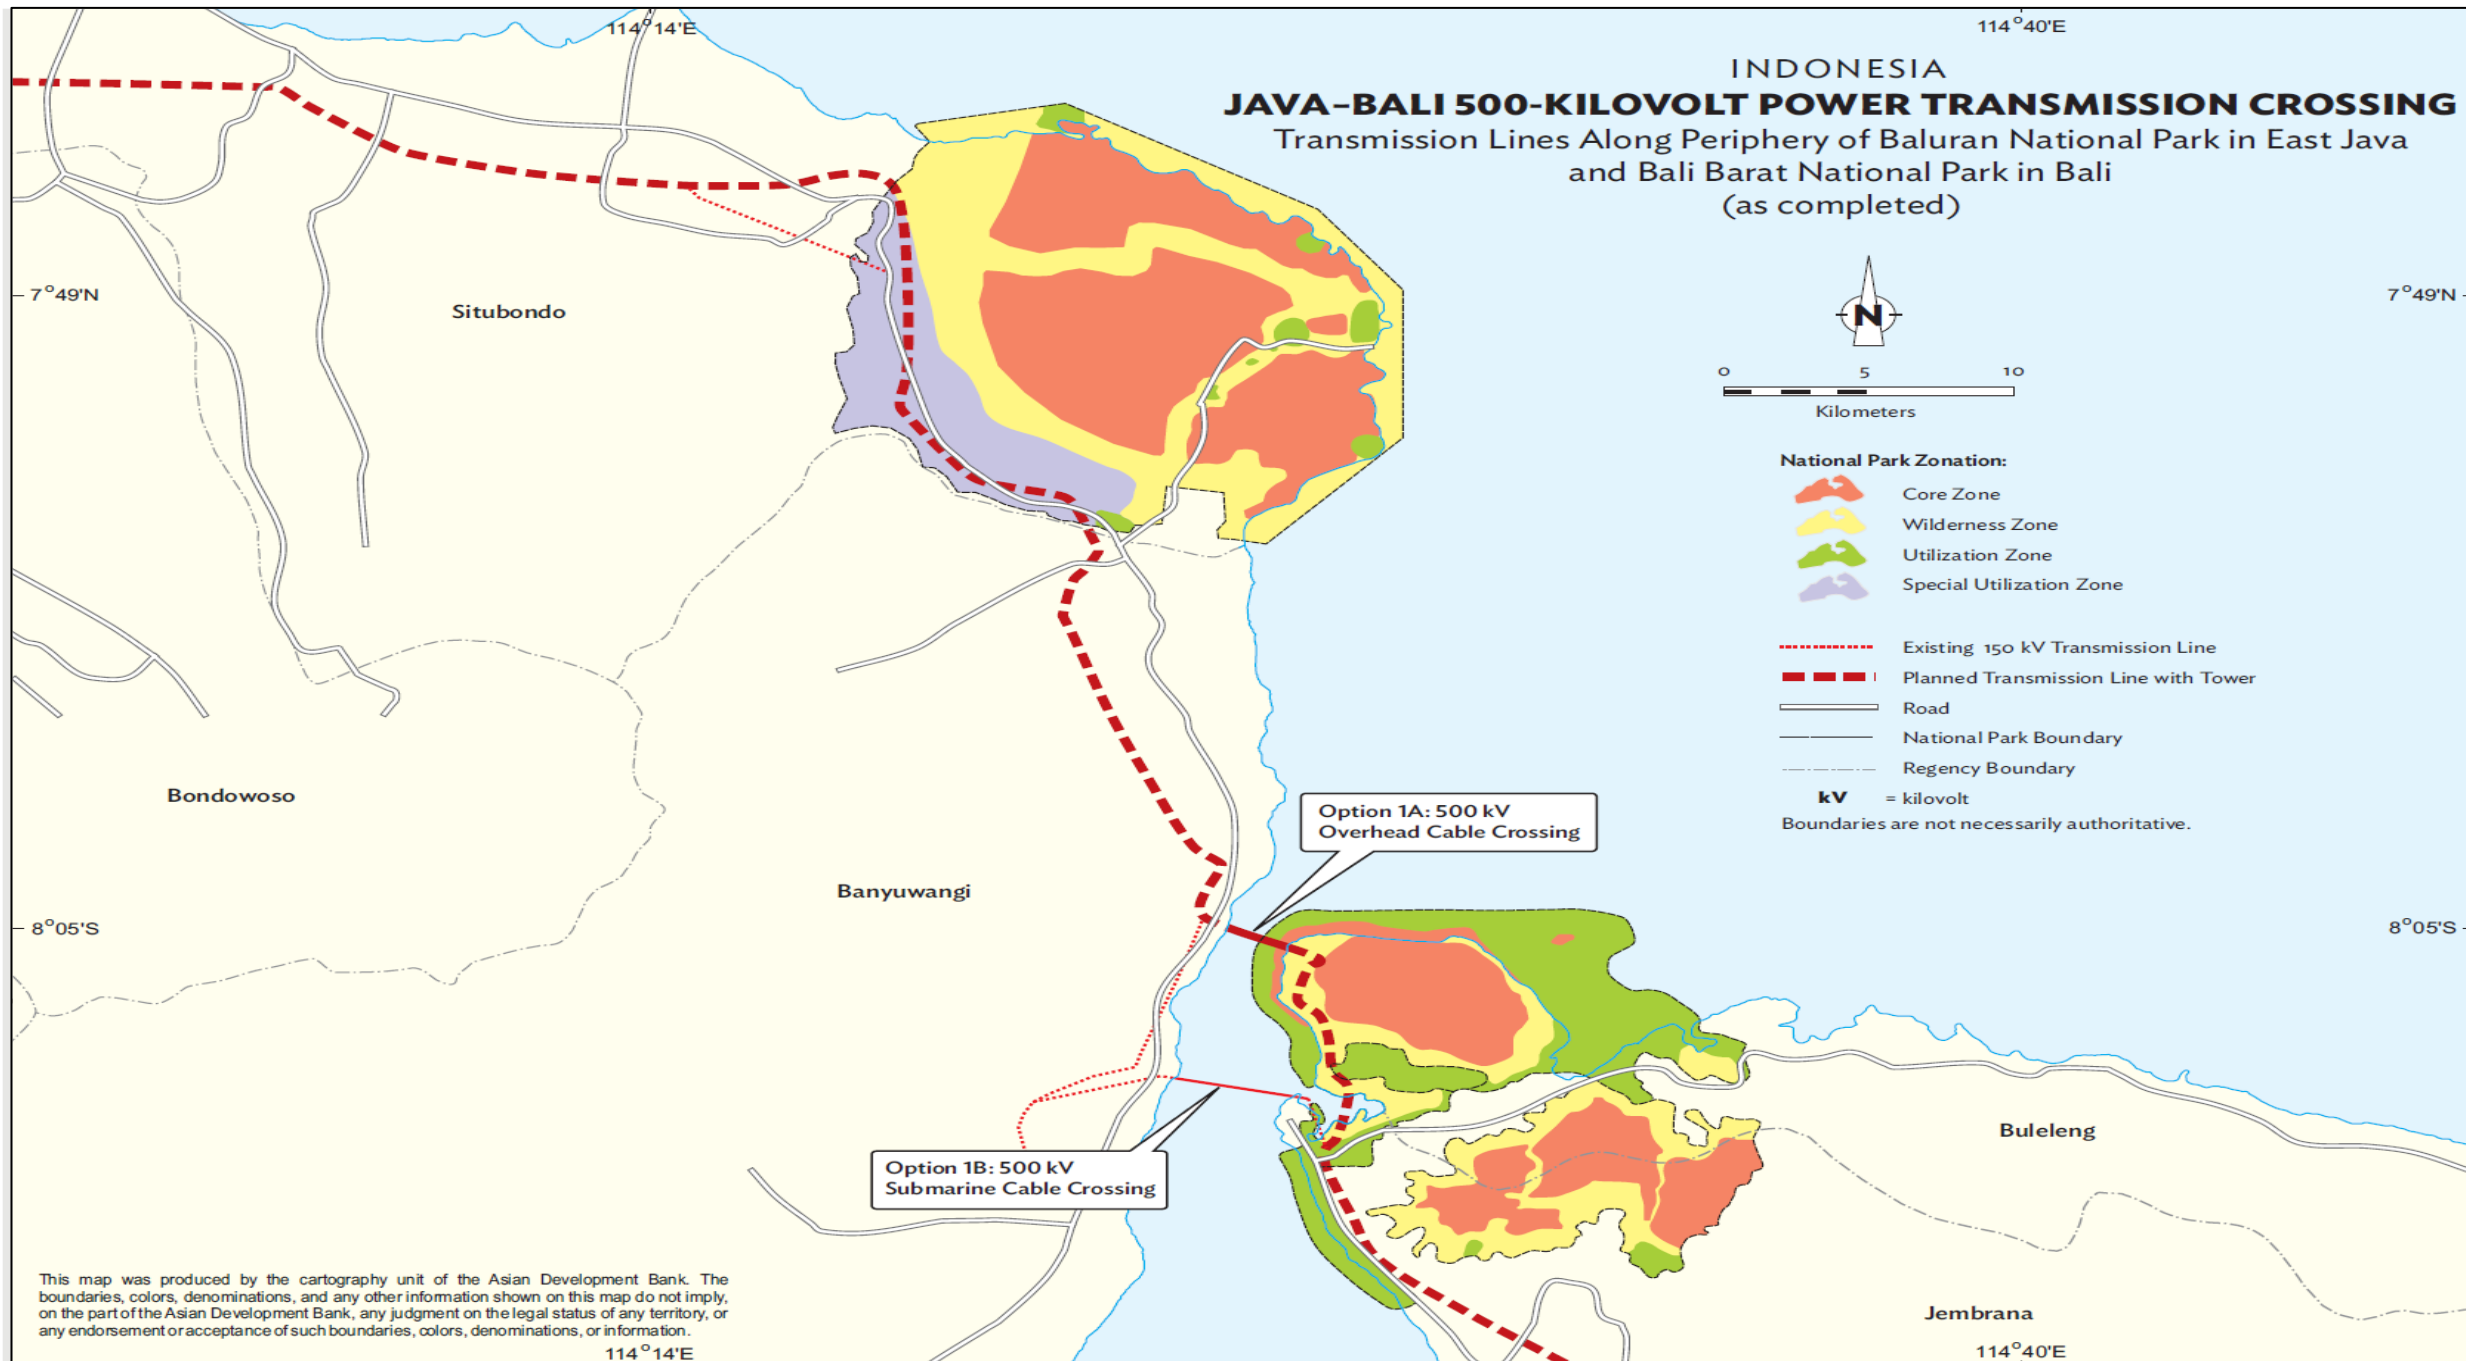 114°14'E
114°40'E
INDONESIA
JAVA–BALI 500-KILOVOLT POWER TRANSMISSION CROSSING
Transmission Lines Along Periphery of Baluran National Park in East Java
and Bali Barat National Park in Bali
(as completed)
N
7°49'N
7°49'N
Situbondo
0 5 10
Kilometers
National Park Zonation:
Core Zone
Wilderness Zone
Utilization Zone
Special Utilization Zone
Existing 150 kV Transmission Line
Planned Transmission Line with Tower
Road
National Park Boundary
Regency Boundary
kV = kilovolt
Boundaries are not necessarily authoritative.
Bondowoso
Option 1A: 500 kV
Overhead Cable Crossing
Banyuwangi
8°05'S
8°05'S
Buleleng
Option 1B: 500 kV
Submarine Cable Crossing
Jembrana
This map was produced by the cartography unit of the Asian Development Bank. The
boundaries, colors, denominations, and any other information shown on this map do not imply,
on the part of the Asian Development Bank, any judgment on the legal status of any territory, or
any endorsement or acceptance of such boundaries, colors, denominations, or information.
114°14'E
114°40'E